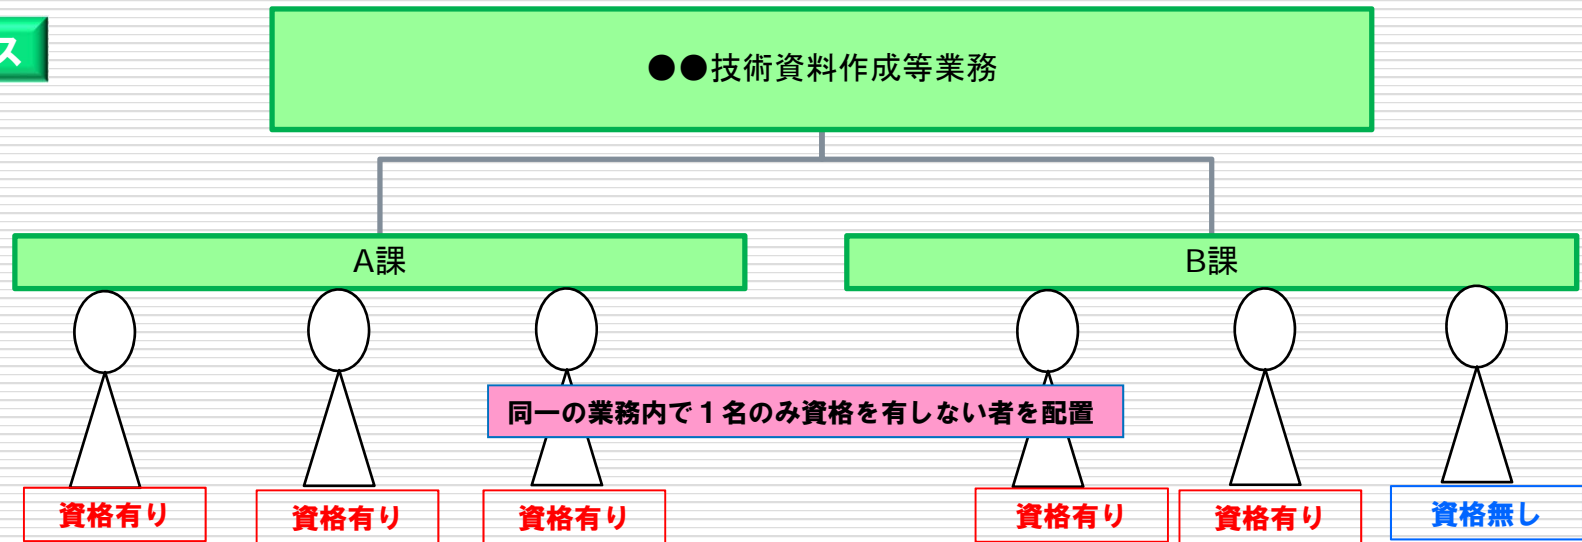 ス
●●技術資料作成等業務
A課
B課
同一の業務内で１名のみ資格を有しない者を配置
資格有り
資格有り
資格有り
資格有り
資格有り
資格無し